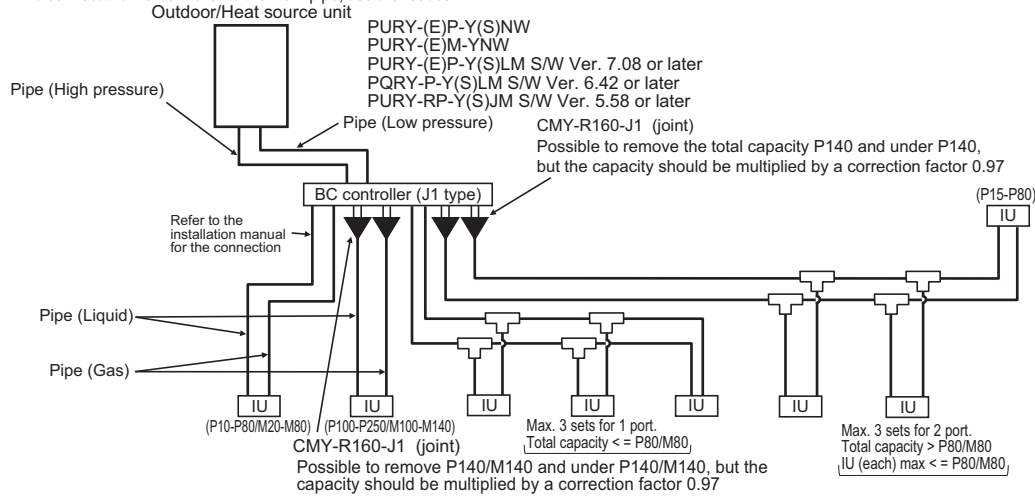 Outdoor/Heat source unit
PURY-(E)P-Y(S)NW
PURY-(E)M-YNW
PURY-(E)P-Y(S)LM S/W Ver. 7.08 or later
PQRY-P-Y(S)LM S/W Ver. 6.42 or later
PURY-RP-Y(S)JM S/W Ver. 5.58 or later
Pipe (High pressure)
Pipe (Low pressure)
CMY-R160-J1 (joint)
Possible to remove the total capacity P140 and under P140,
but the capacity should be multiplied by a correction factor 0.97
BC controller (J1 type)
(P15-P80)
IU
Refer to the
installation manual
for the connection
Pipe (Liquid)
Pipe (Gas)
IU
IU
IU
IU
IU
IU
IU
(P10-P80/M20-M80)
(P100-P250/M100-M140)
Max. 3 sets for 1 port.
Total capacity < = P80/M80
Max. 3 sets for 2 port.
Total capacity > P80/M80
IU (each) max < = P80/M80
CMY-R160-J1 (joint)
Possible to remove P140/M140 and under P140/M140, but the
capacity should be multiplied by a correction factor 0.97